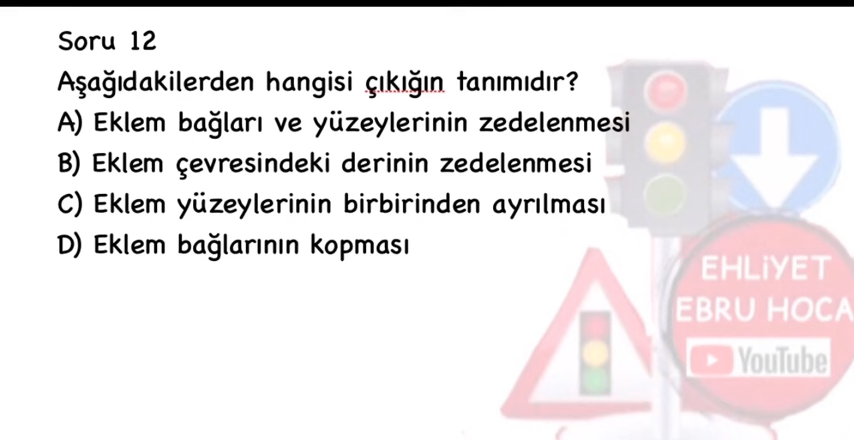 Soru 12
Aşağıdakilerden hangisi çıkığın tanımıdır?
A) Eklem bağları ve yüzeylerinin zedelenmesi
B) Eklem çevresindeki derinin zedelenmesi
C) Eklem yüzeylerinin birbirinden ayrılması
D) Eklem bağlarının kopması
EHLİYET
EBRU HOCA
YouTube